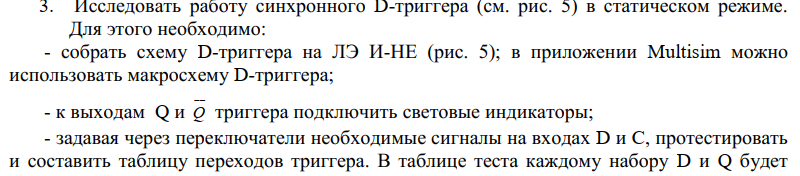 3. Исследовать работу синхронного D-триггера (см. рис. 5) в статическом режиме.
Для этого необходимо:
- собрать схему D-триггера на ЛЭ И-НЕ (рис. 5); в приложении Multisim можно
использовать макросхему D-триггера;
- к выходам Q и Q̅ триггера подключить световые индикаторы;
- задавая через переключатели необходимые сигналы на входах D и C, протестировать
и составить таблицу переходов триггера. В таблице теста каждому набору D и Q будет